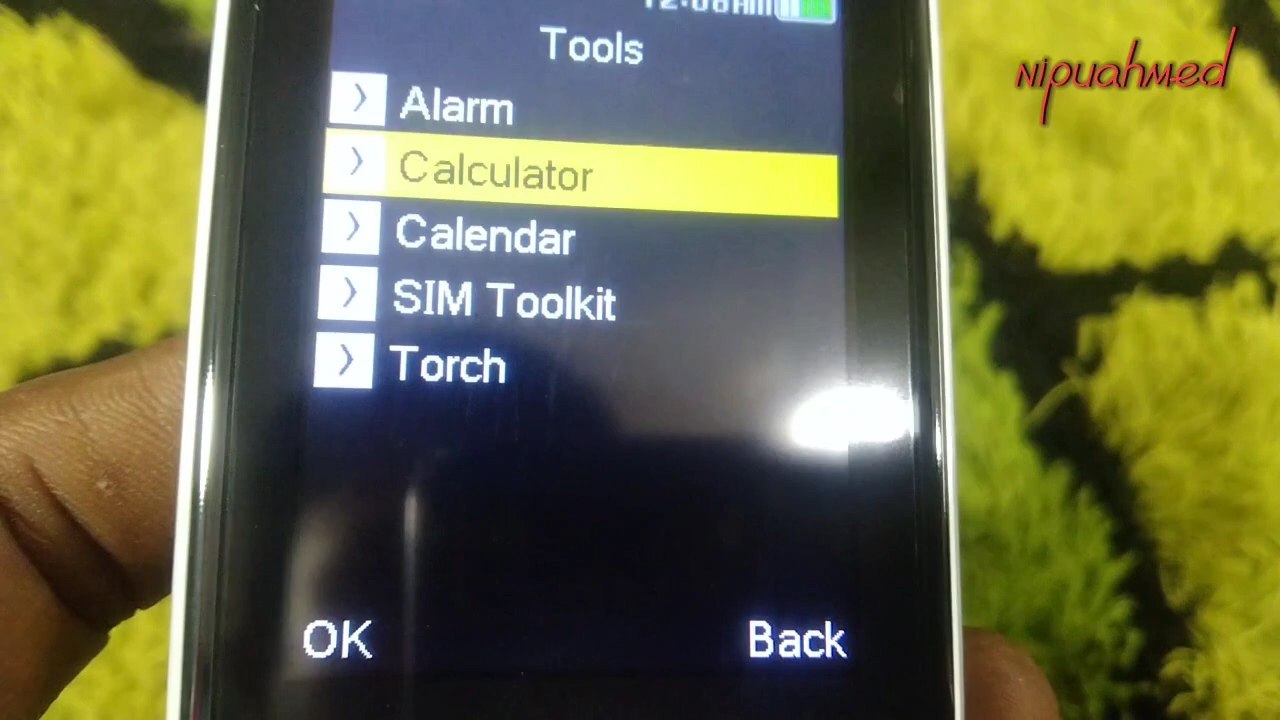 Tools
Alarm
Calculator
Calendar
SIM Toolkit
Torch
OK Back
Nipuahmed